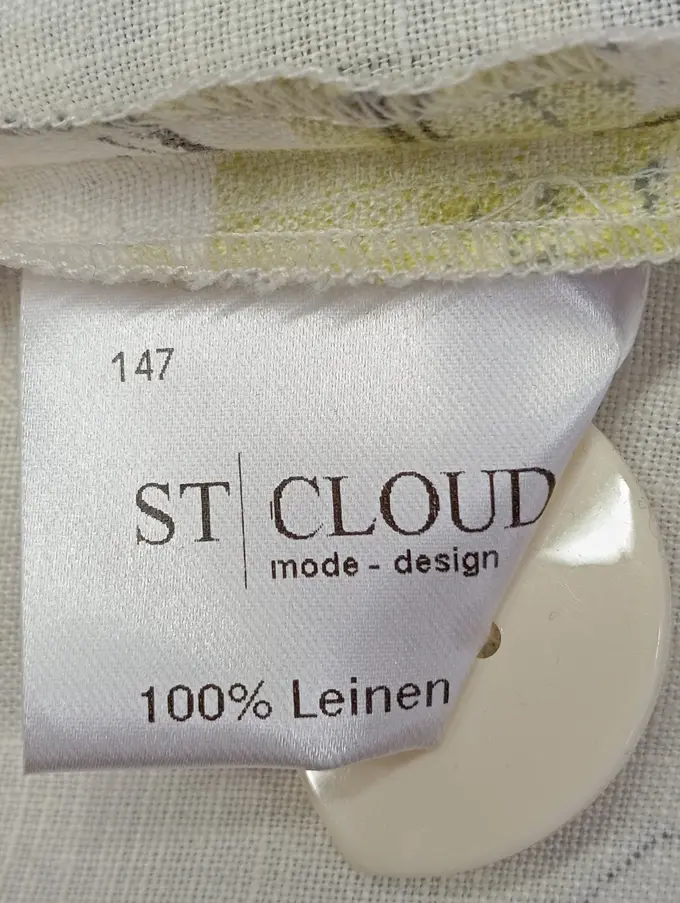 147
ST CLOUD
mode - design
100% Leinen